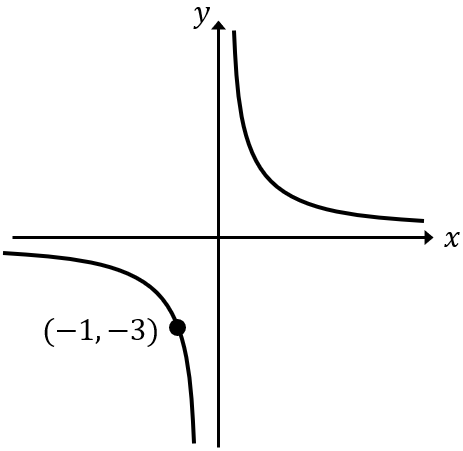 y
x
(−1, −3)